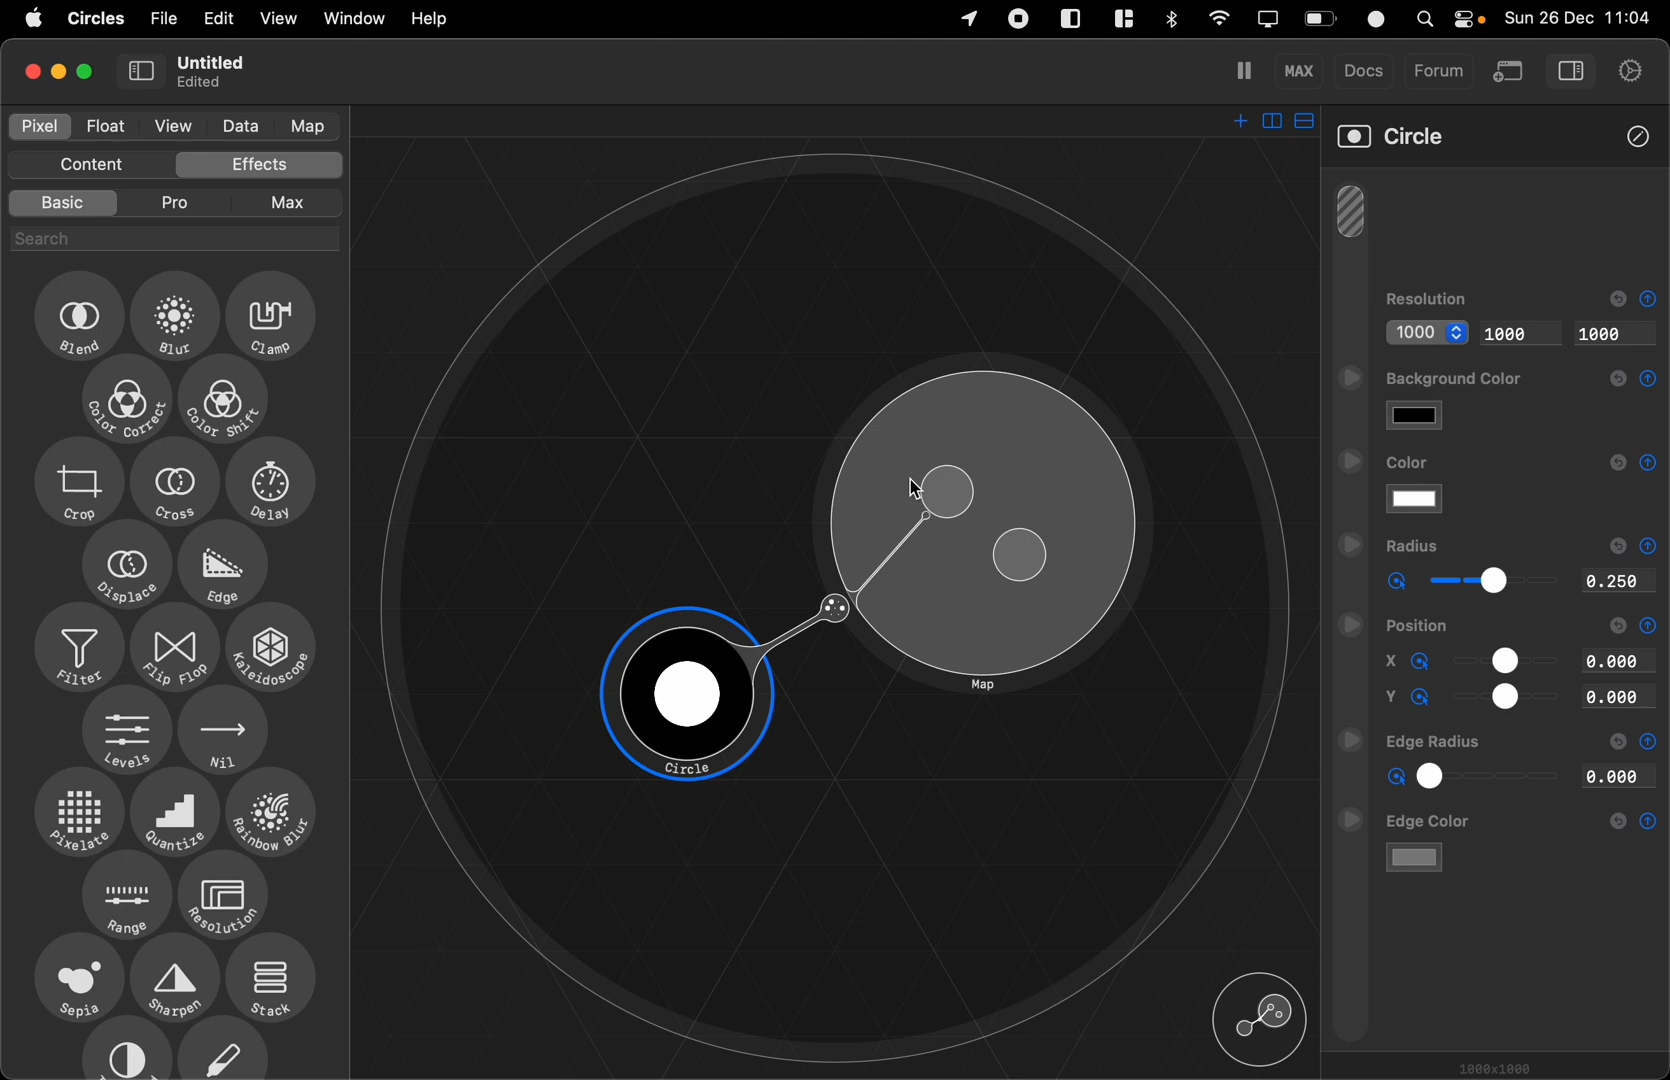 Circles File Edit View Window Help Sun 26 Dec 11:04
Untitled
Edited
MAX Docs Forum
Pixel Float View Data Map
Content Effects
Basic Pro Max
Search
Blend Blur Clamp
Color Correct Color Shift
Crop Cross Delay
Displace Edge
Filter Flip Flop Kaleidoscope
Levels Nil
Pixelate Quantize Rainbow Blur
Range Resolution
Sepia Sharpen Stack
Map
Circle
Circle
Resolution
1000 1000 1000
Background Color
Color
Radius
0.250
Position
X 0.000
Y 0.000
Edge Radius
0.000
Edge Color
1000x1000